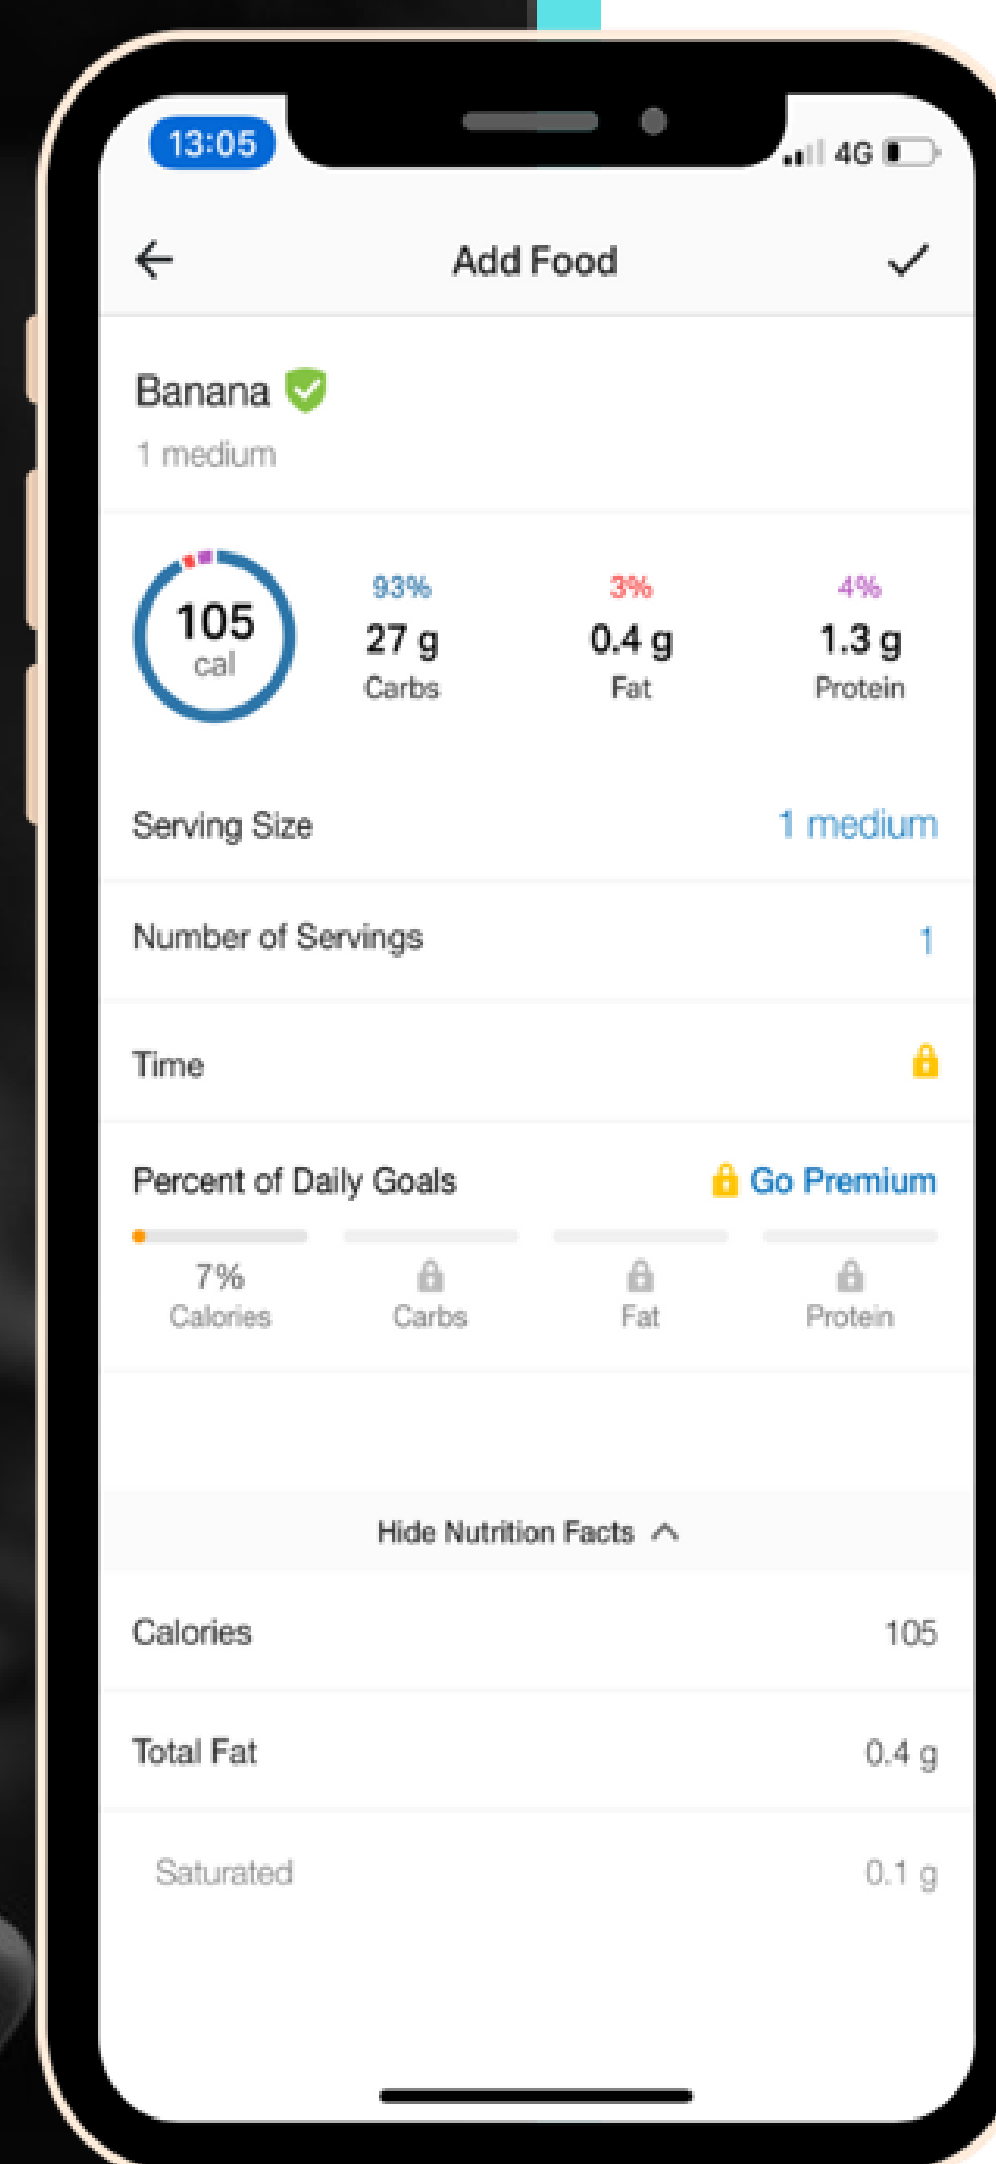 13:05 4G
Add Food
Banana
1 medium
105
cal
93% 3% 4%
27 g 0.4 g 1.3 g
Carbs Fat Protein
Serving Size 1 medium
Number of Servings 1
Time
Percent of Daily Goals Go Premium
7%
Calories Carbs Fat Protein
Hide Nutrition Facts
Calories 105
Total Fat 0.4 g
Saturated 0.1 g